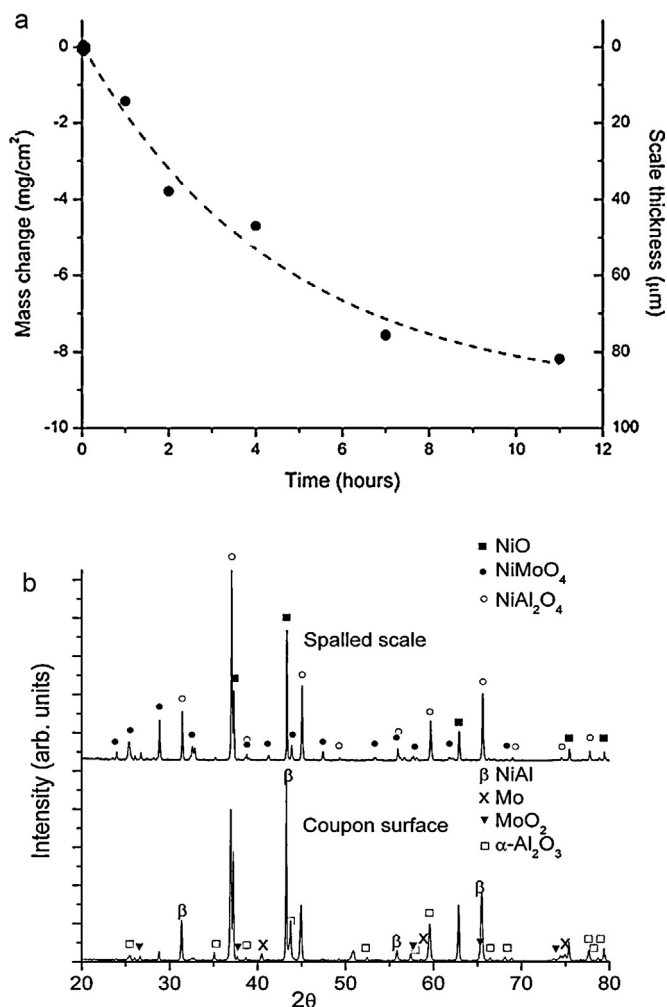 a
0
-2
-4
-6
-8
-10
Mass change (mg/cm²)
0
20
40
60
80
100
Scale thickness (μm)
0 2 4 6 8 10 12
Time (hours)
b
■ NiO
● NiMoO₄
○ NiAl₂O₄
Spalled scale
β NiAl
× Mo
▼ MoO₂
□ α-Al₂O₃
Coupon surface
β
β
β
β
Intensity (arb. units)
20 30 40 50 60 70 80
2θ